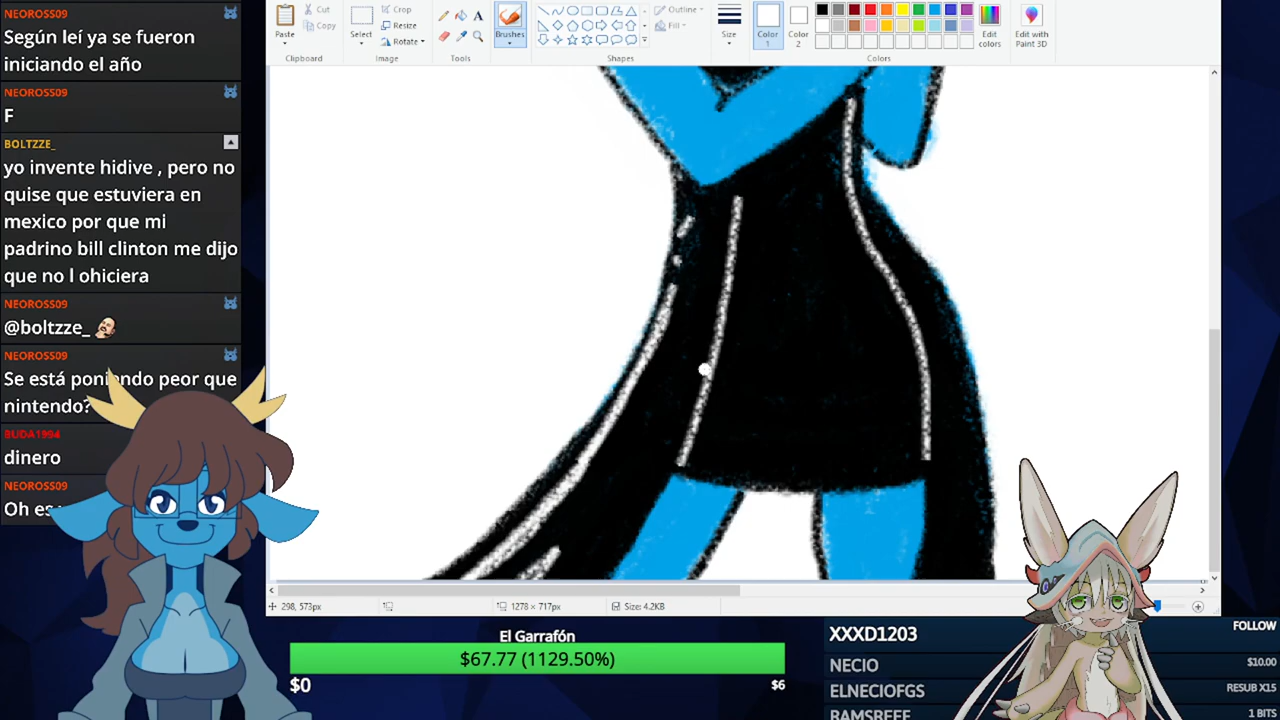 NEOROSS09
Según leí ya se fueron
iniciando el año
NEOROSS09
F
BOLTZZE_
yo invente hidive , pero no
quise que estuviera en
mexico por que mi
padrino bill clinton me dijo
que no l ohiciera
NEOROSS09
@boltzze_
NEOROSS09
Se está poniendo peor que
nintendo?
BUDA1994
dinero
NEOROSS09
Oh es
Paste
Cut
Copy
Clipboard
Select
Crop
Resize
Rotate
Image
A
Tools
Brushes
Outline
Fill
Shapes
Size
Color
1
Color
2
Edit
colors
Edit with
Paint 3D
Colors
298, 573px
1278 × 717px
Size: 4.2KB
El Garrafón
$67.77 (1129.50%)
$0
$6
XXXD1203
FOLLOW
NECIO
$10.00
ELNECIOFGS
RESUB X15
RAMSREEE
1 BITS